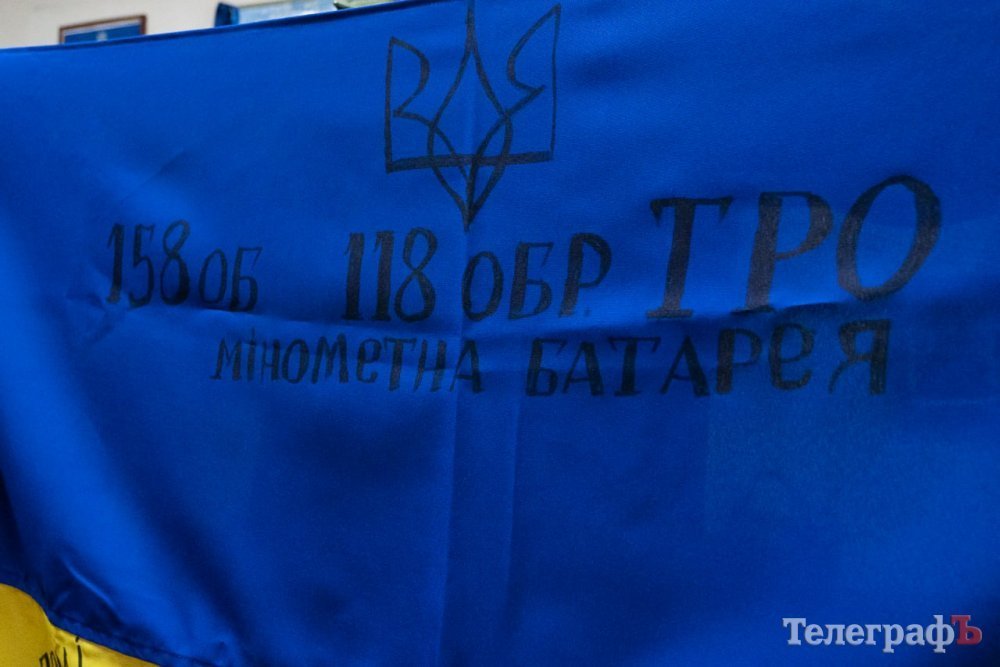 158 ОБ 118 ОБР. ТРО
МІНОМЕТНА БАТАРЕЯ
ТелеграфЪ